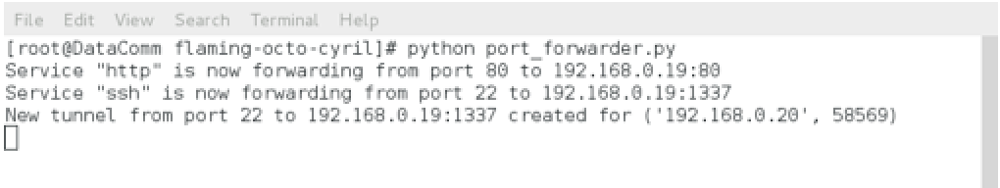 File Edit View Search Terminal Help
[root@DataComm flaming-octo-cyril]# python port_forwarder.py
Service "http" is now forwarding from port 80 to 192.168.0.19:80
Service "ssh" is now forwarding from port 22 to 192.168.0.19:1337
New tunnel from port 22 to 192.168.0.19:1337 created for ('192.168.0.20', 58569)